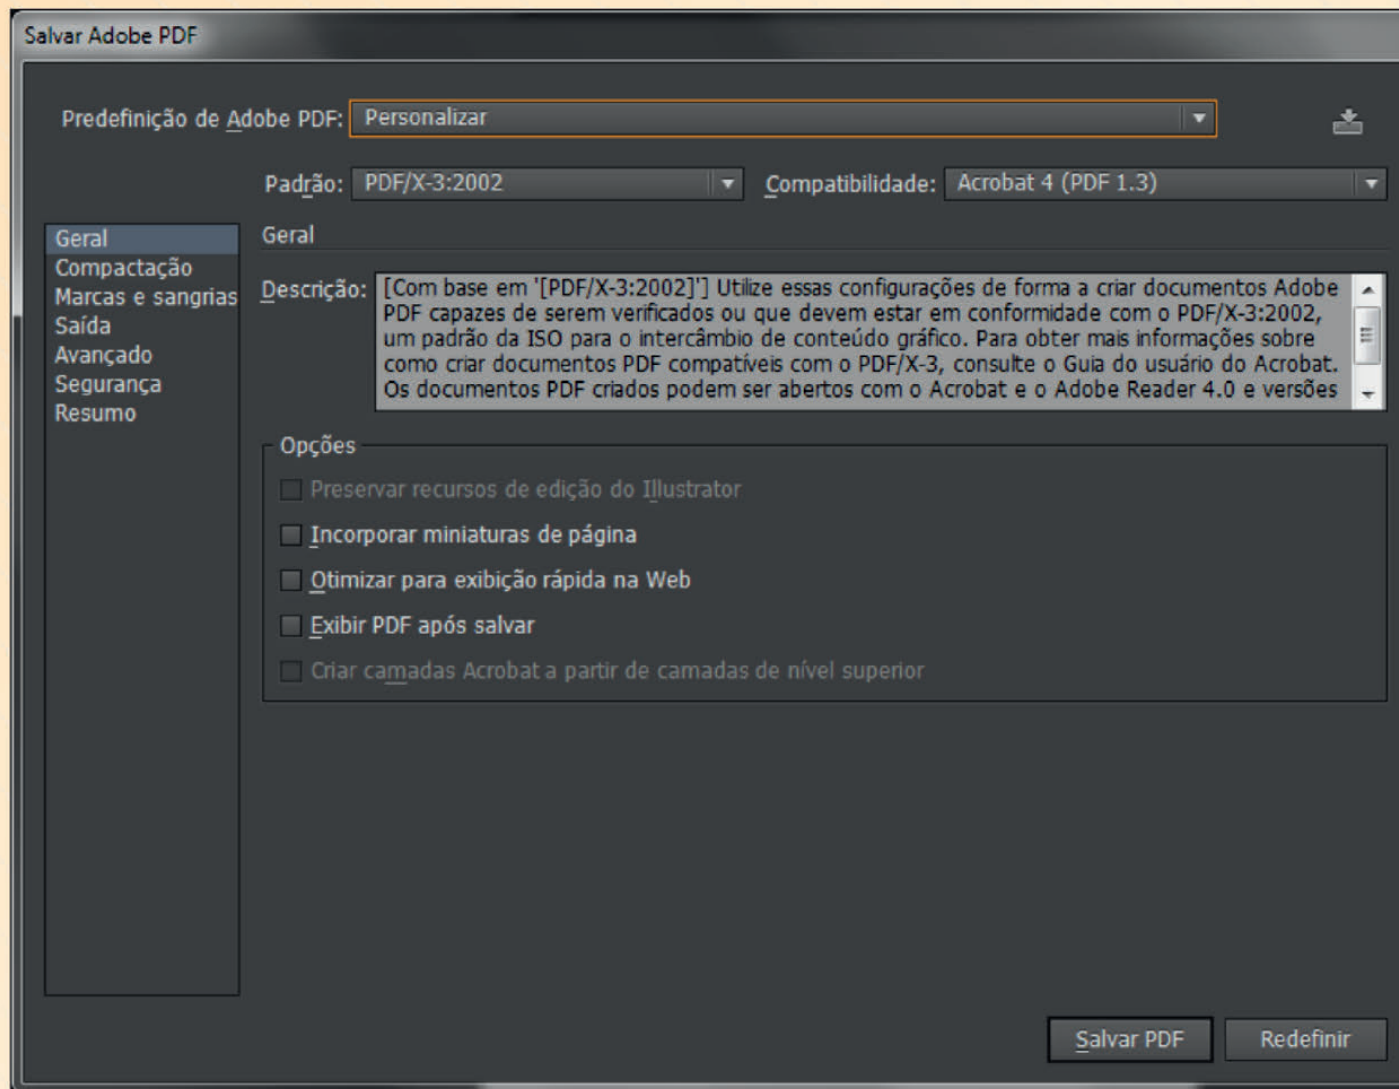 Salvar Adobe PDF
Predefinição de Adobe PDF: Personalizar
Padrão: PDF/X-3:2002 Compatibilidade: Acrobat 4 (PDF 1.3)
Geral
Compactação
Marcas e sangrias
Saída
Avançado
Segurança
Resumo
Geral
Descrição: [Com base em '[PDF/X-3:2002]'] Utilize essas configurações de forma a criar documentos Adobe
PDF capazes de serem verificados ou que devem estar em conformidade com o PDF/X-3:2002,
um padrão da ISO para o intercâmbio de conteúdo gráfico. Para obter mais informações sobre
como criar documentos PDF compatíveis com o PDF/X-3, consulte o Guia do usuário do Acrobat.
Os documentos PDF criados podem ser abertos com o Acrobat e o Adobe Reader 4.0 e versões
Opções
Preservar recursos de edição do Illustrator
Incorporar miniaturas de página
Otimizar para exibição rápida na Web
Exibir PDF após salvar
Criar camadas Acrobat a partir de camadas de nível superior
Salvar PDF Redefinir